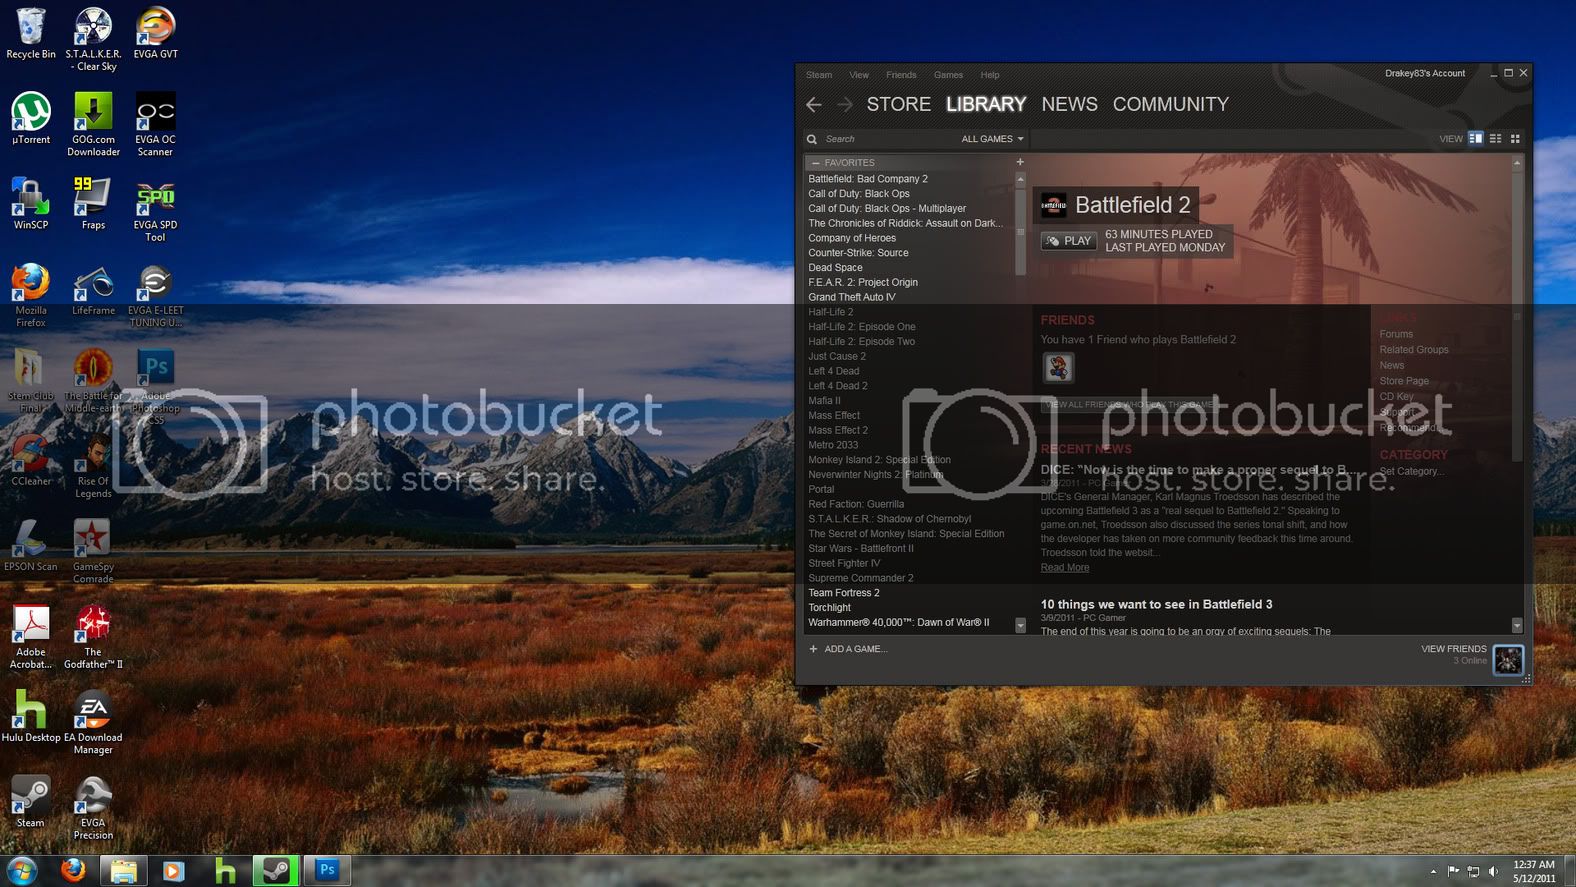 Recycle Bin
S.T.A.L.K.E.R.
- Clear Sky
EVGA GVT
µTorrent
GOG.com
Downloader
OC
EVGA OC
Scanner
WinSCP
99
Fraps
SPD
EVGA SPD
Tool
Mozilla
Firefox
LifeFrame
EVGA E-LEET
TUNING U...
Stem Club
Final
The Battle for
Middle-earth
Ps
Adobe
Photoshop
CS5
CCleaner
Rise Of
Legends
EPSON Scan
GameSpy
Comrade
Adobe
Acrobat...
The
Godfather™ II
h
Hulu Desktop
EA
EA Download
Manager
Steam
EVGA
Precision
photobucket
host. store. share.
Steam View Friends Games Help
Drakey83's Account
STORE LIBRARY NEWS COMMUNITY
Search
ALL GAMES
VIEW
FAVORITES
Battlefield: Bad Company 2
Call of Duty: Black Ops
Call of Duty: Black Ops - Multiplayer
The Chronicles of Riddick: Assault on Dark...
Company of Heroes
Counter-Strike: Source
Dead Space
F.E.A.R. 2: Project Origin
Grand Theft Auto IV
Half-Life 2
Half-Life 2: Episode One
Half-Life 2: Episode Two
Just Cause 2
Left 4 Dead
Left 4 Dead 2
Mafia II
Mass Effect
Mass Effect 2
Metro 2033
Monkey Island 2: Special Edition
Neverwinter Nights 2: Platinum
Portal
Red Faction: Guerrilla
S.T.A.L.K.E.R.: Shadow of Chernobyl
The Secret of Monkey Island: Special Edition
Star Wars - Battlefront II
Street Fighter IV
Supreme Commander 2
Team Fortress 2
Torchlight
Warhammer® 40,000™: Dawn of War® II
+ ADD A GAME...
Battlefield 2
PLAY
63 MINUTES PLAYED
LAST PLAYED MONDAY
FRIENDS
You have 1 Friend who plays Battlefield 2
VIEW ALL FRIENDS WHO PLAY THIS GAME
RECENT NEWS
DICE: "Now is the time to make a proper sequel to B...
3/28/2011 - PC Gamer
DICE's General Manager, Karl Magnus Troedsson has described the
upcoming Battlefield 3 as a "real sequel to Battlefield 2." Speaking to
game.on.net, Troedsson also discussed the series tonal shift, and how
the developer has taken on more community feedback this time around.
Troedsson told the websit...
Read More
10 things we want to see in Battlefield 3
3/9/2011 - PC Gamer
The end of this year is going to be an orgy of exciting sequels: The
LINKS
Forums
Related Groups
News
Store Page
CD Key
Support
Recommend...
CATEGORY
Set Category...
photobucket
host. store. share.
VIEW FRIENDS
3 Online
h
Ps
12:37 AM
5/12/2011